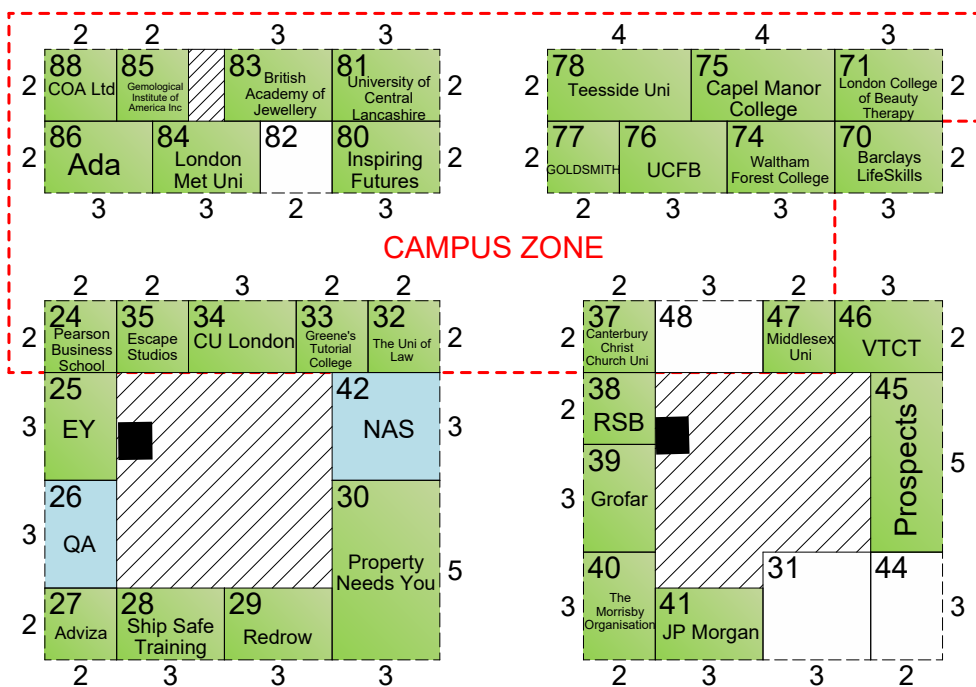 2 2 3 3 4 4 3
88 85 83 81 78 75 71
COA Ltd
Gemological
Institute of
America Inc
British
Academy of
Jewellery
University of
Central
Lancashire
Teesside Uni
Capel Manor
College
London College
of Beauty
Therapy
2 2 2 2
86 84 82 80 77 76 74 70
Ada
London
Met Uni
Inspiring
Futures
GOLDSMITH
UCFB
Waltham
Forest College
Barclays
LifeSkills
2 2 2 2
3 3 2 3 2 3 3 3
CAMPUS ZONE
2 2 3 2 2 2 3 2 3
24 35 34 33 32 37 48 47 46
Pearson
Business
School
Escape
Studios
CU London
Greene's
Tutorial
College
The Uni of
Law
Canterbury
Christ
Church Uni
Middlesex
Uni
VTCT
2 2 2 2
25 42 38 45
EY
NAS
RSB
Prospects
3 3 2 5
26 30 39
QA
Property
Needs You
Grofar
3 5 3
27 28 29 40 41 31 44
Adviza
Ship Safe
Training
Redrow
The
Morrisby
Organisation
JP Morgan
2 3 3
2 3 3 3 2 3 3 2